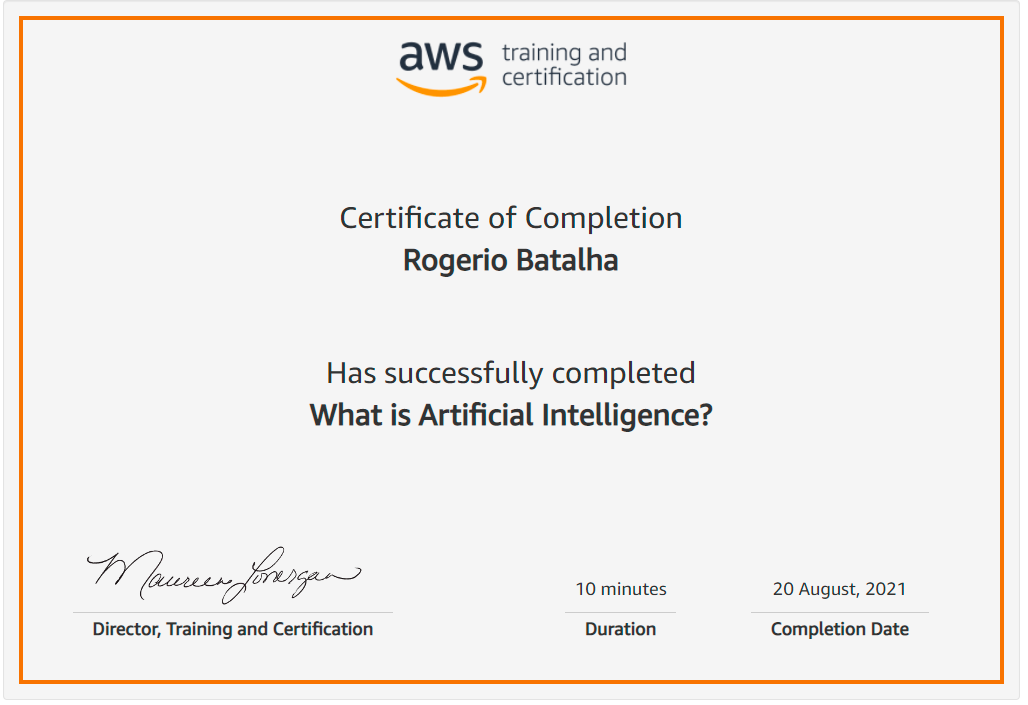 aws training and
certification
Certificate of Completion
Rogerio Batalha
Has successfully completed
What is Artificial Intelligence?
Maureen Lonergan
Director, Training and Certification
10 minutes
Duration
20 August, 2021
Completion Date